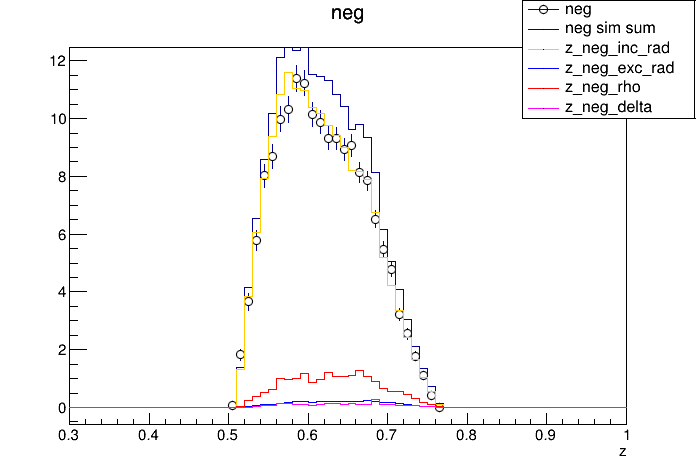 neg
neg
neg sim sum
z_neg_inc_rad
z_neg_exc_rad
z_neg_rho
z_neg_delta
12
10
8
6
4
2
0
0.3 0.4 0.5 0.6 0.7 0.8 0.9 1
z